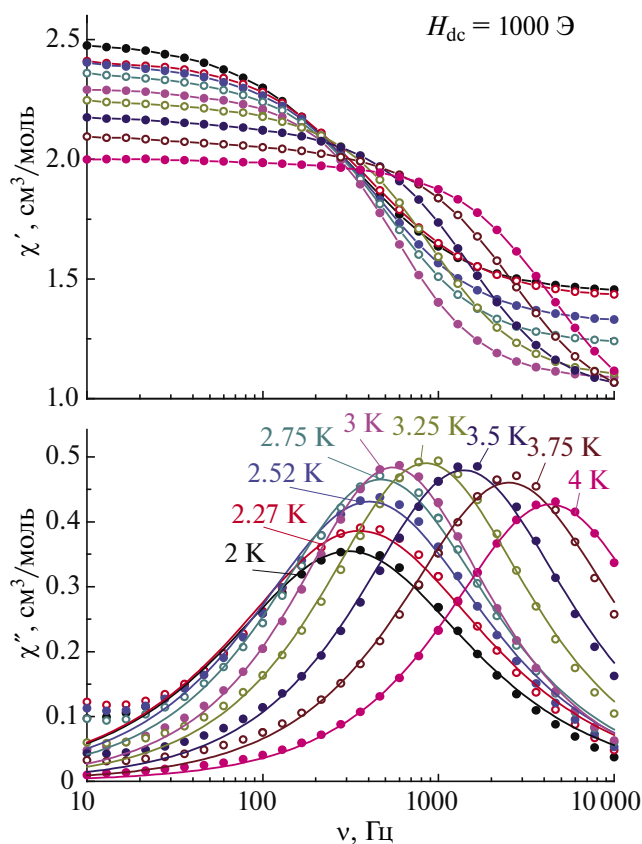 H_dc = 1000 Э
2.5
2.0
1.5
1.0
χ′, см³/моль
3 K
3.25 K
2.75 K
3.5 K
3.75 K
2.52 K
4 K
2.27 K
2 K
0.5
0.4
0.3
0.2
0.1
0
χ″, см³/моль
10
100
1000
10 000
ν, Гц